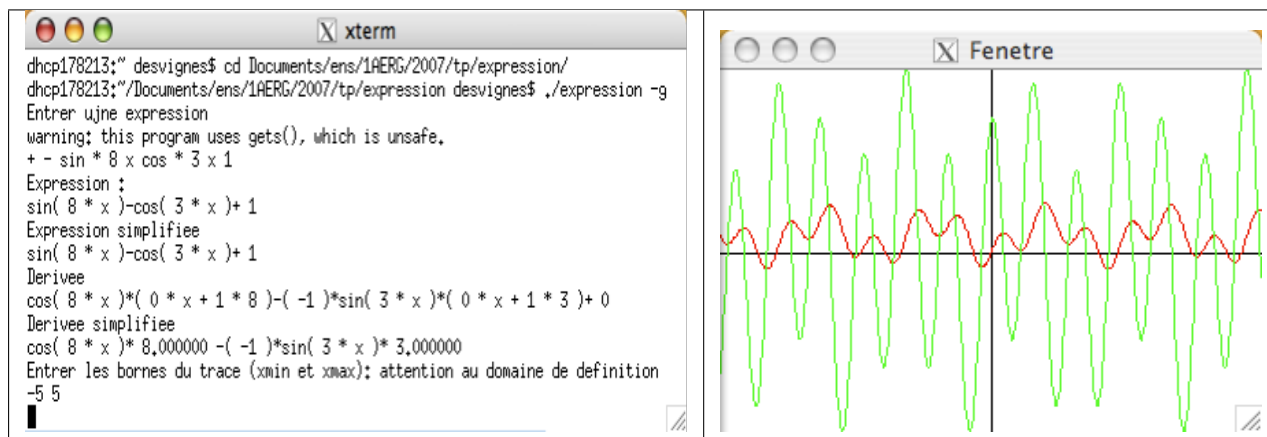 xterm
dhcp178213:~ desvignes$ cd Documents/ens/1AERG/2007/tp/expression/
dhcp178213:~/Documents/ens/1AERG/2007/tp/expression desvignes$ ./expression -g
Entrer ujne expression
warning: this program uses gets(), which is unsafe.
+ - sin * 8 x cos * 3 x 1
Expression :
sin( 8 * x )-cos( 3 * x )+ 1
Expression simplifiee
sin( 8 * x )-cos( 3 * x )+ 1
Derivee
cos( 8 * x )*( 0 * x + 1 * 8 )-( -1 )*sin( 3 * x )*( 0 * x + 1 * 3 )+ 0
Derivee simplifiee
cos( 8 * x )* 8.000000 -( -1 )*sin( 3 * x )* 3.000000
Entrer les bornes du trace (xmin et xmax): attention au domaine de definition
-5 5
Fenetre